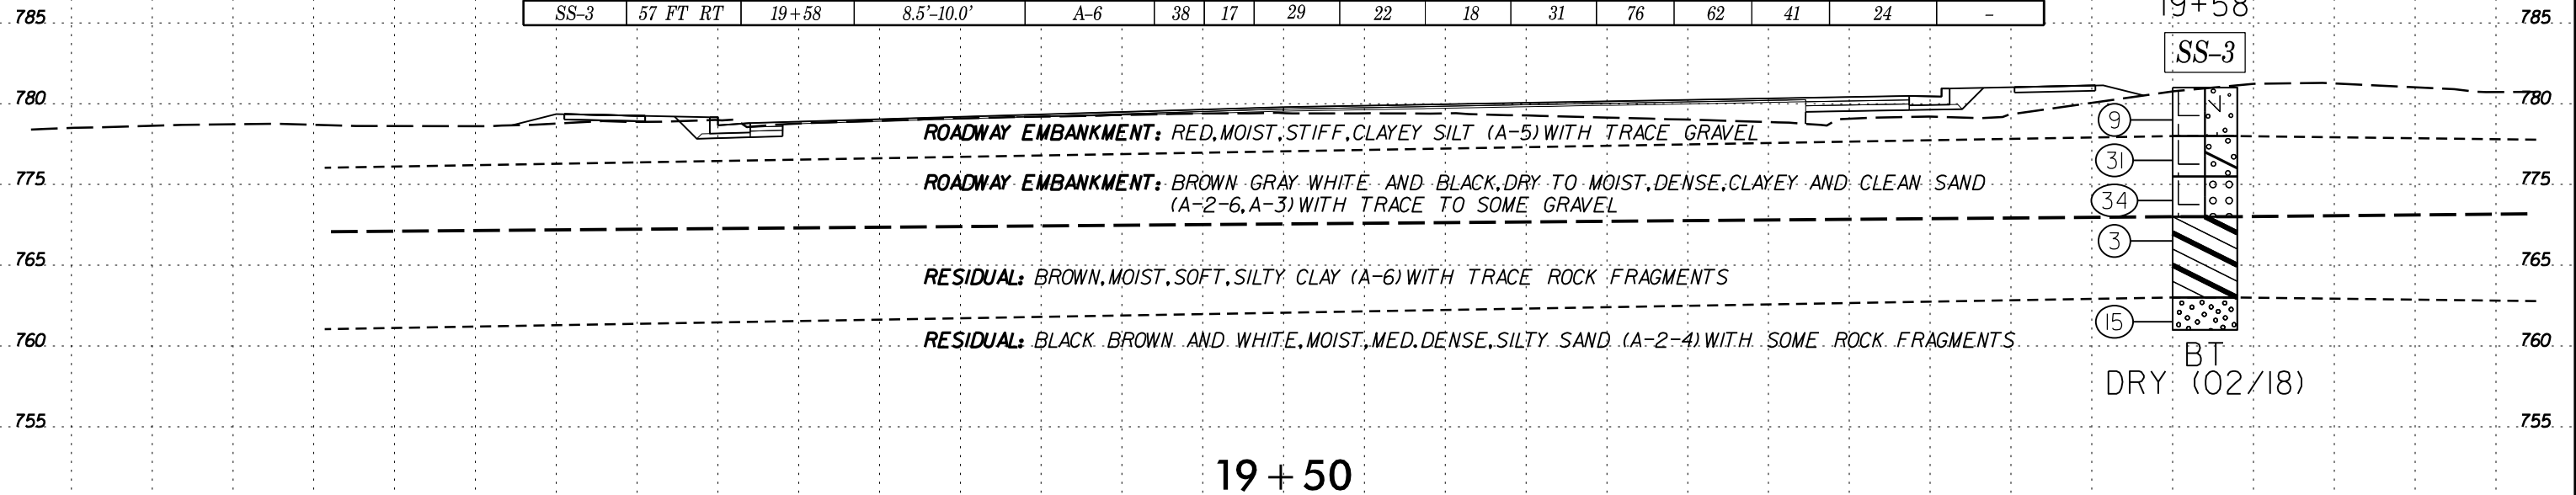 785 SS-3 57 FT RT 19+58 8.5'-10.0' A-6 38 17 29 22 18 31 76 62 41 24 - 19+58 785
SS-3
780 780
9
ROADWAY EMBANKMENT: RED,MOIST,STIFF,CLAYEY SILT (A-5) WITH TRACE GRAVEL
31
775 ROADWAY EMBANKMENT: BROWN GRAY WHITE AND BLACK,DRY TO MOIST,DENSE,CLAYEY AND CLEAN SAND 775
(A-2-6,A-3) WITH TRACE TO SOME GRAVEL 34
3
765 765
RESIDUAL: BROWN,MOIST,SOFT,SILTY CLAY (A-6) WITH TRACE ROCK FRAGMENTS
15
760 RESIDUAL: BLACK BROWN AND WHITE,MOIST,MED.DENSE,SILTY SAND (A-2-4) WITH SOME ROCK FRAGMENTS 760
BT
DRY (02/18)
755 755
19+50